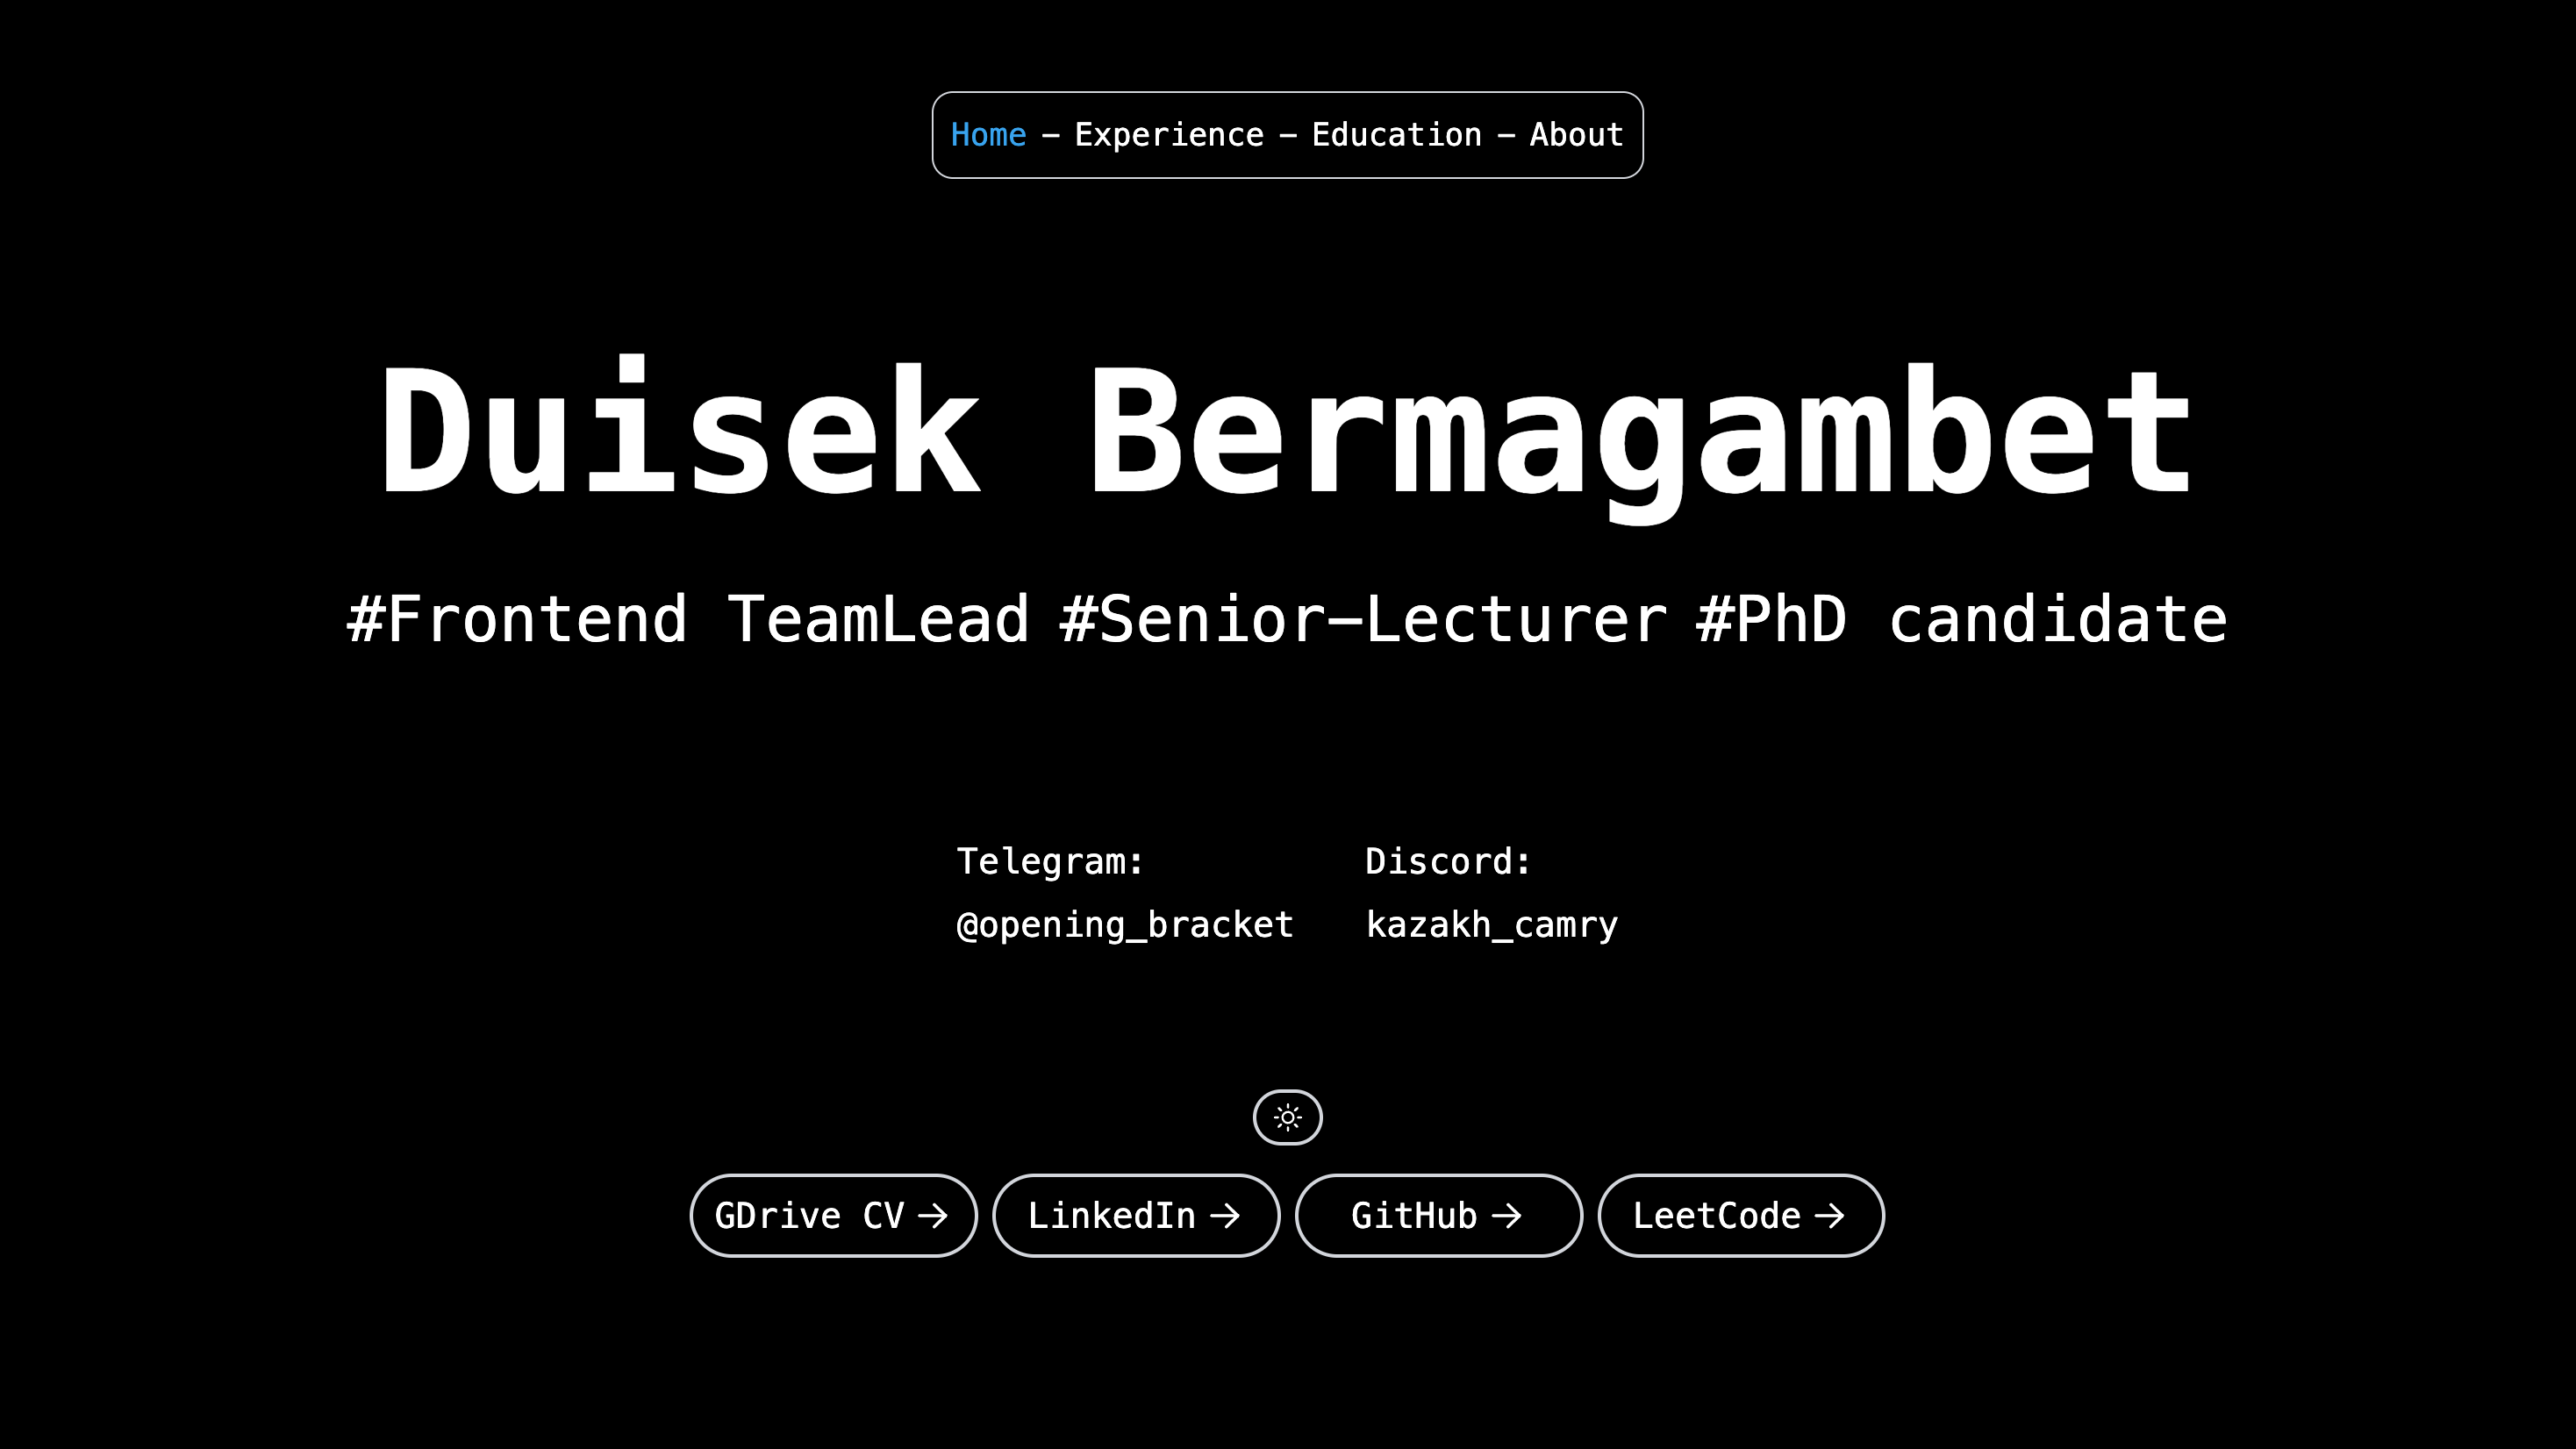 Home – Experience – Education – About
Duisek Bermagambet
#Frontend TeamLead #Senior–Lecturer #PhD candidate
Telegram: Discord:
@opening_bracket kazakh_camry
GDrive CV → LinkedIn → GitHub → LeetCode →